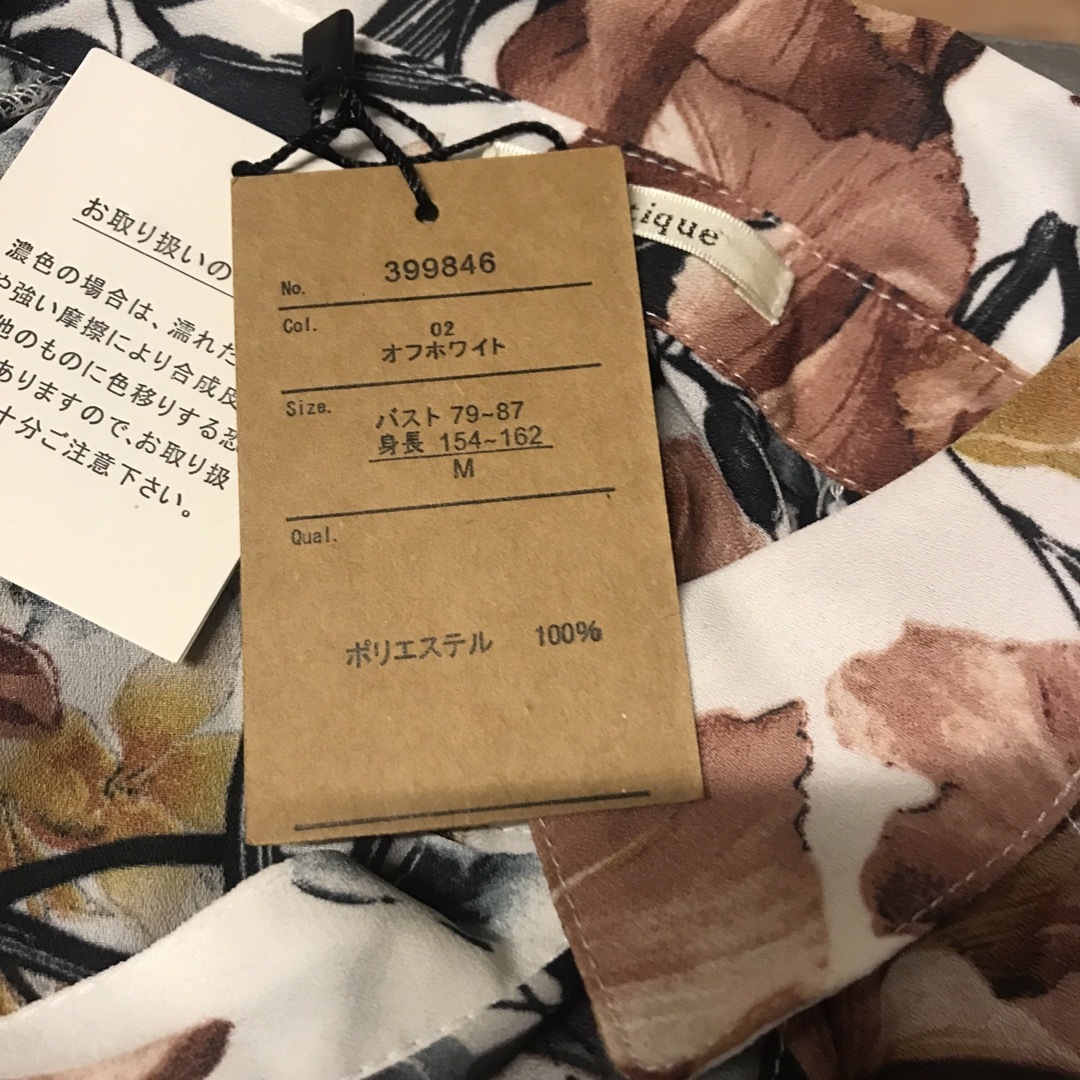 お取り扱いの
濃色の場合は、濡れた
や強い摩擦により合成皮
他のものに色移りする恐
ありますので、お取り扱
十分ご注意下さい。
tique
No. 399846
Col. 02
オフホワイト
Size. バスト 79~87
身長 154~162
M
Qual.
ポリエステル 100%